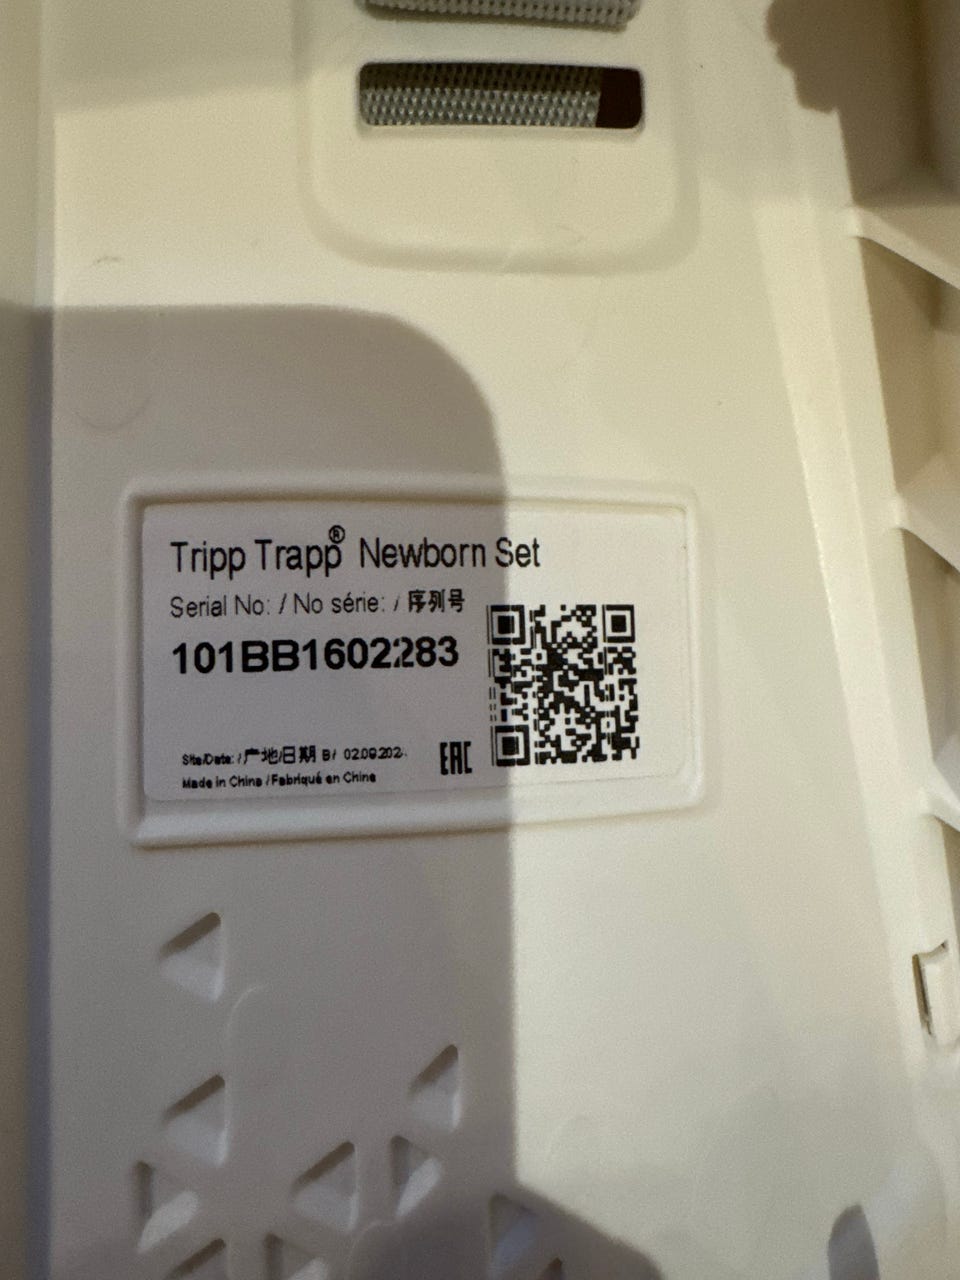 Tripp Trapp® Newborn Set
Serial No: / No série: / 序列号
101BB1602283
Site/Date: / 产地/日期 B/
EAC
Made in China / Fabriqué en Chine